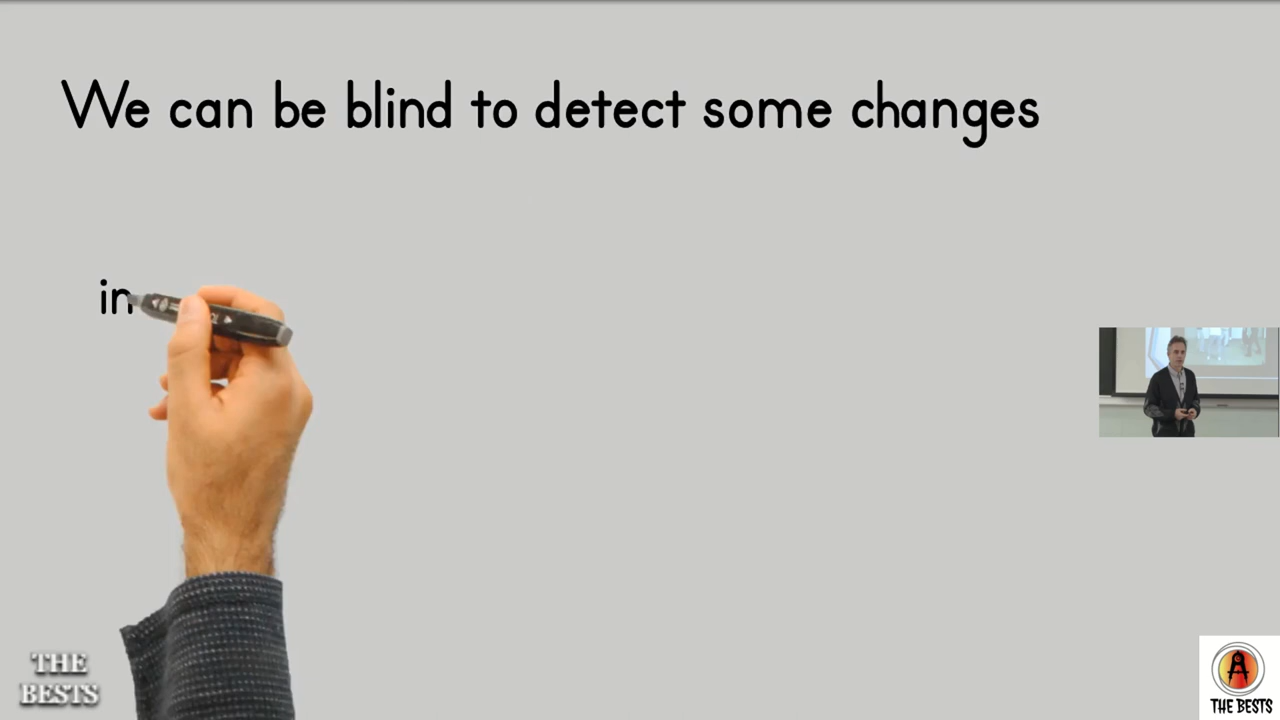 We can be blind to detect some changes
in
THE
BESTS
THE BESTS